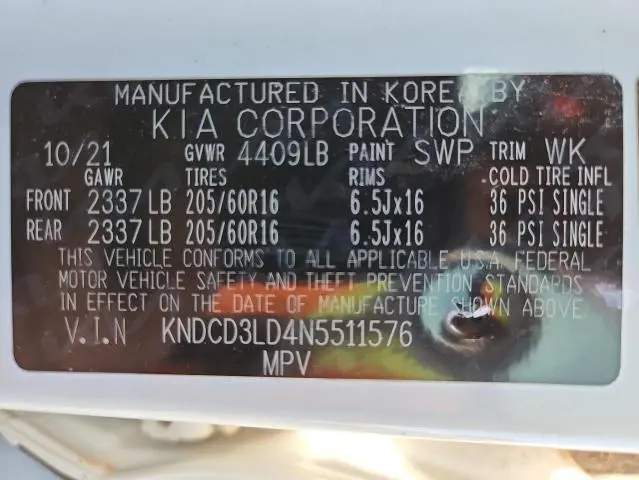 MANUFACTURED IN KOREA BY
KIA CORPORATION
10/21 GVWR 4409LB PAINT SWP TRIM WK
GAWR TIRES RIMS COLD TIRE INFL
FRONT 2337 LB 205/60R16 6.5Jx16 36 PSI SINGLE
REAR 2337 LB 205/60R16 6.5Jx16 36 PSI SINGLE
THIS VEHICLE CONFORMS TO ALL APPLICABLE U.S.A. FEDERAL
MOTOR VEHICLE SAFETY AND THEFT PREVENTION STANDARDS
IN EFFECT ON THE DATE OF MANUFACTURE SHOWN ABOVE.
V.I.N KNDCD3LD4N5511576
MPV